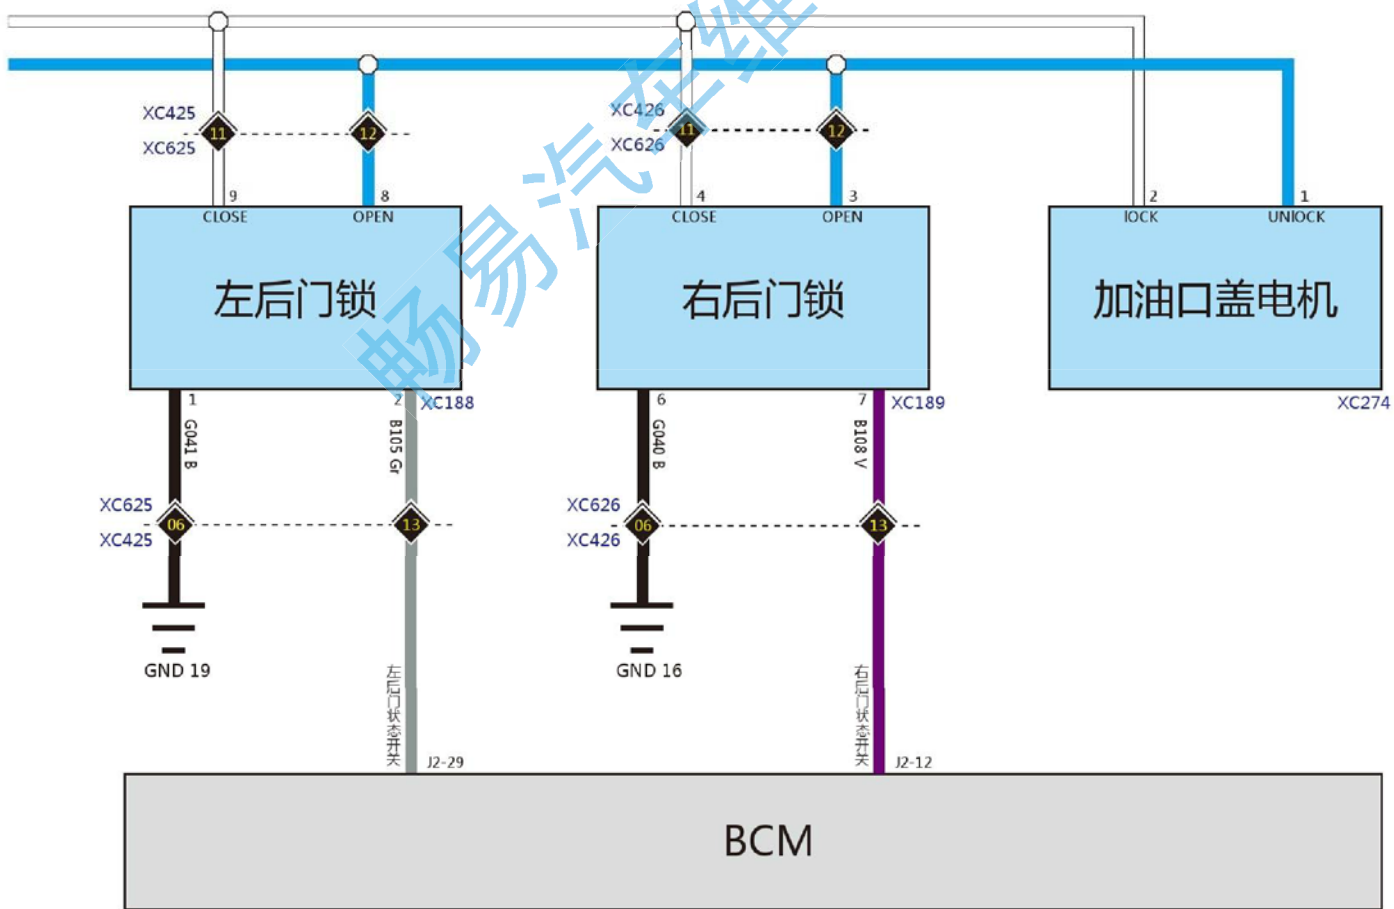 畅易汽车维
XC425
XC625
11
12
XC426
XC626
11
12
9
8
4
3
2
1
CLOSE
OPEN
CLOSE
OPEN
lOCK
UNlOCK
左后门锁
右后门锁
加油口盖电机
1
2
XC188
6
7
XC189
XC274
G041 B
B105 Gr
G040 B
B108 V
XC625
XC425
06
13
XC626
XC426
06
13
GND 19
GND 16
左后门状态开关
右后门状态开关
J2-29
J2-12
BCM